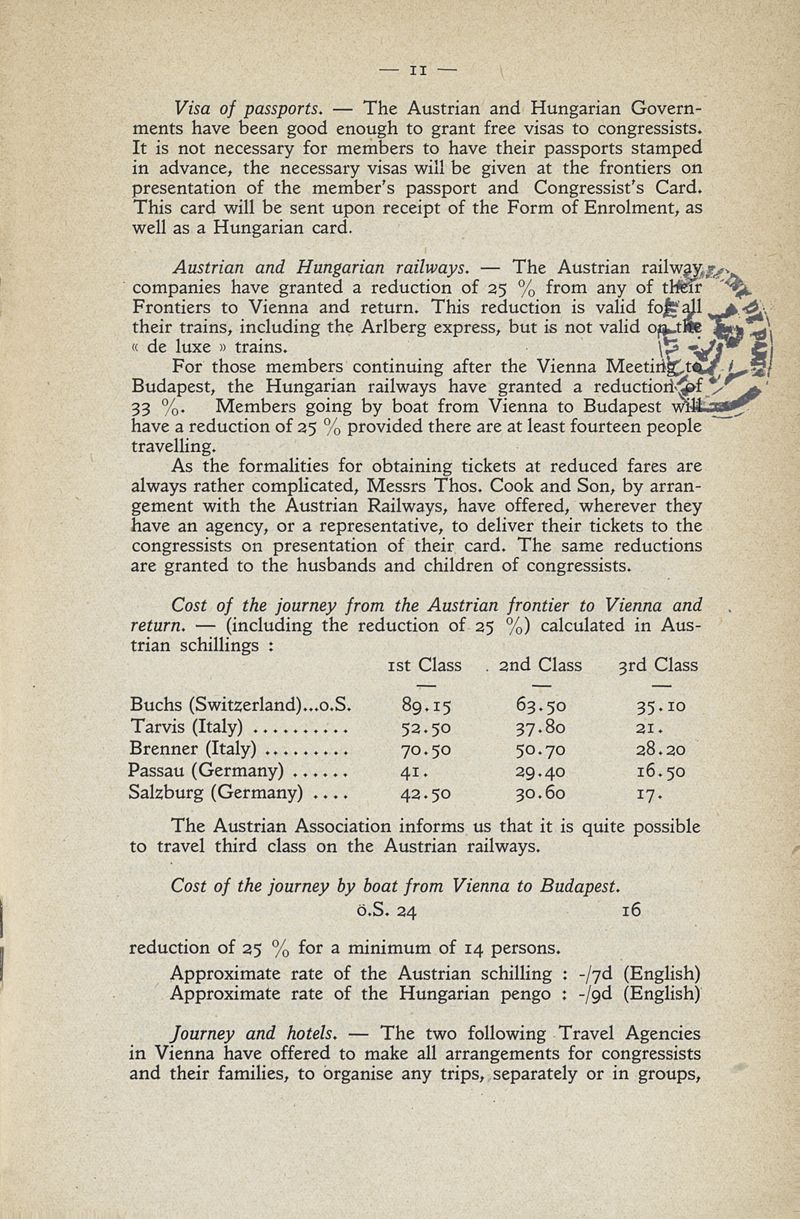 — 11 —
Visa of passports. — The Austrian and Hungarian Govern-
ments have been good enough to grant free visas to congressists.
It is not necessary for members to have their passports stamped
in advance, the necessary visas will be given at the frontiers on
presentation of the member's passport and Congressist's Card.
This card will be sent upon receipt of the Form of Enrolment, as
well as a Hungarian card.
Austrian and Hungarian railways. — The Austrian railway
companies have granted a reduction of 25 % from any of their
Frontiers to Vienna and return. This reduction is valid for all
their trains, including the Arlberg express, but is not valid on the
« de luxe » trains.
For those members continuing after the Vienna Meeting to
Budapest, the Hungarian railways have granted a reduction of
33 %. Members going by boat from Vienna to Budapest will
have a reduction of 25 % provided there are at least fourteen people
travelling.
As the formalities for obtaining tickets at reduced fares are
always rather complicated, Messrs Thos. Cook and Son, by arran-
gement with the Austrian Railways, have offered, wherever they
have an agency, or a representative, to deliver their tickets to the
congressists on presentation of their card. The same reductions
are granted to the husbands and children of congressists.
Cost of the journey from the Austrian frontier to Vienna and
return. — (including the reduction of 25 %) calculated in Aus-
trian schillings :
1st Class 2nd Class 3rd Class
Buchs (Switzerland)...o.S. 89.15 63.50 35.10
Tarvis (Italy) .......... 52.50 37.80 21.
Brenner (Italy) ......... 70.50 50.70 28.20
Passau (Germany) ...... 41. 29.40 16.50
Salzburg (Germany) .... 42.50 30.60 17.
The Austrian Association informs us that it is quite possible
to travel third class on the Austrian railways.
Cost of the journey by boat from Vienna to Budapest.
ö.S. 24 16
reduction of 25 % for a minimum of 14 persons.
Approximate rate of the Austrian schilling : -/7d (English)
Approximate rate of the Hungarian pengo : -/9d (English)
Journey and hotels. — The two following Travel Agencies
in Vienna have offered to make all arrangements for congressists
and their families, to organise any trips, separately or in groups,